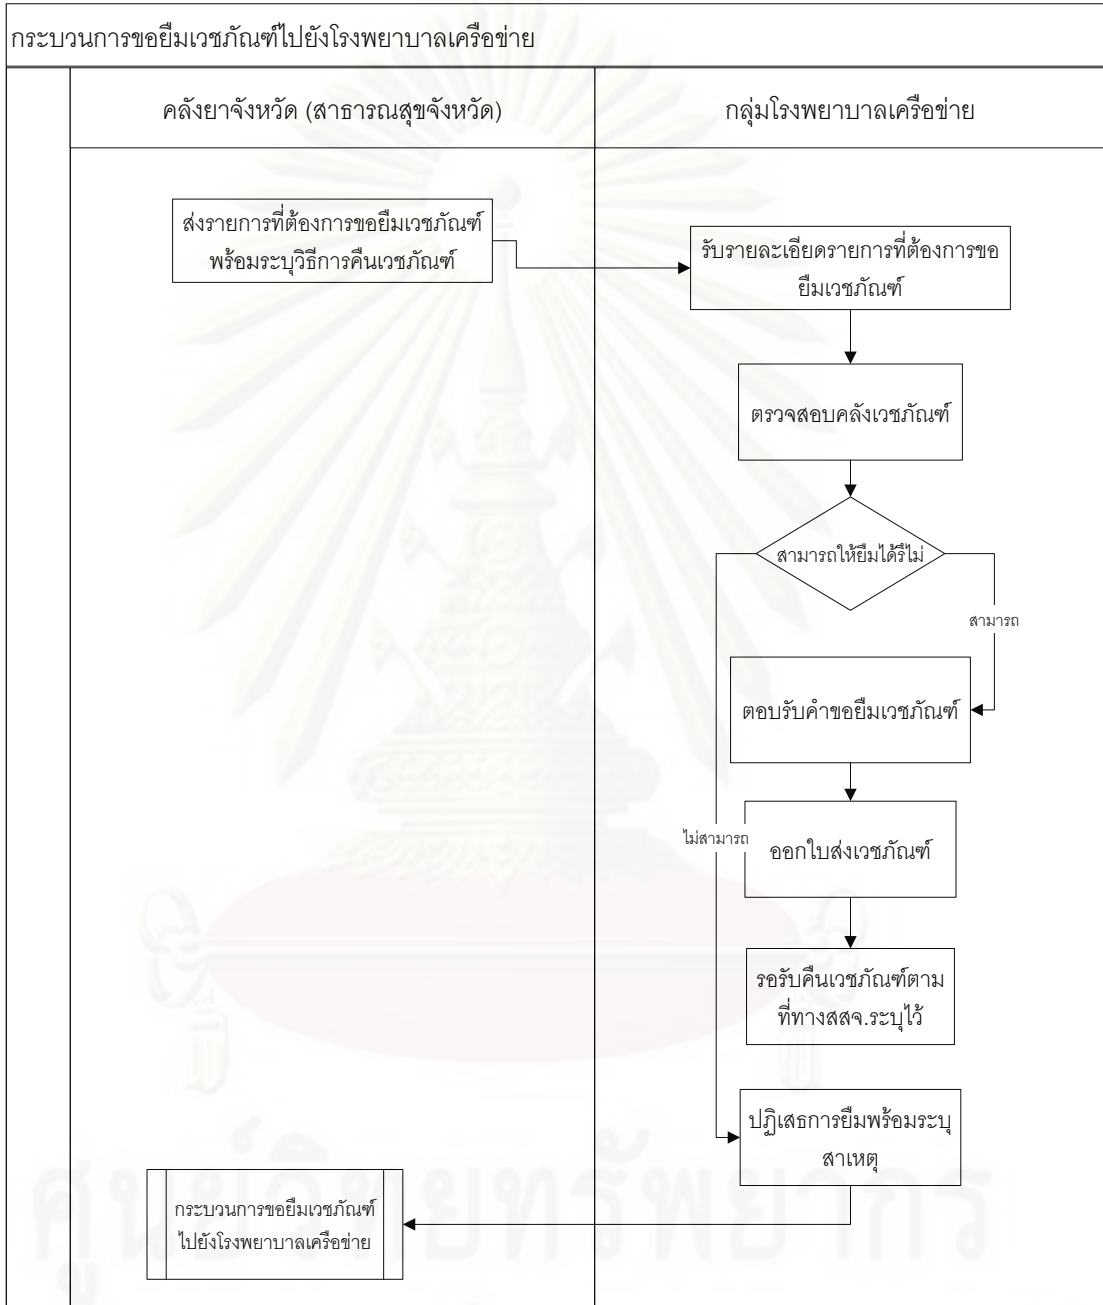 กระบวนการขอยืมเวชภัณฑ์ไปยังโรงพยาบาลเครือข่าย
คลังยาจังหวัด (สาธารณสุขจังหวัด)
กลุ่มโรงพยาบาลเครือข่าย
ส่งรายการที่ต้องการขอยืมเวชภัณฑ์
พร้อมระบุวิธีการคืนเวชภัณฑ์
รับรายละเอียดรายการที่ต้องการขอ
ยืมเวชภัณฑ์
ตรวจสอบคลังเวชภัณฑ์
สามารถให้ยืมได้รึไม่
สามารถ
ตอบรับคำขอยืมเวชภัณฑ์
ไม่สามารถ
ออกใบส่งเวชภัณฑ์
รอรับคืนเวชภัณฑ์ตาม
ที่ทางสสจ.ระบุไว้
ปฏิเสธการยืมพร้อมระบุ
สาเหตุ
กระบวนการขอยืมเวชภัณฑ์
ไปยังโรงพยาบาลเครือข่าย
ศูนย์วิทยทรัพยากร